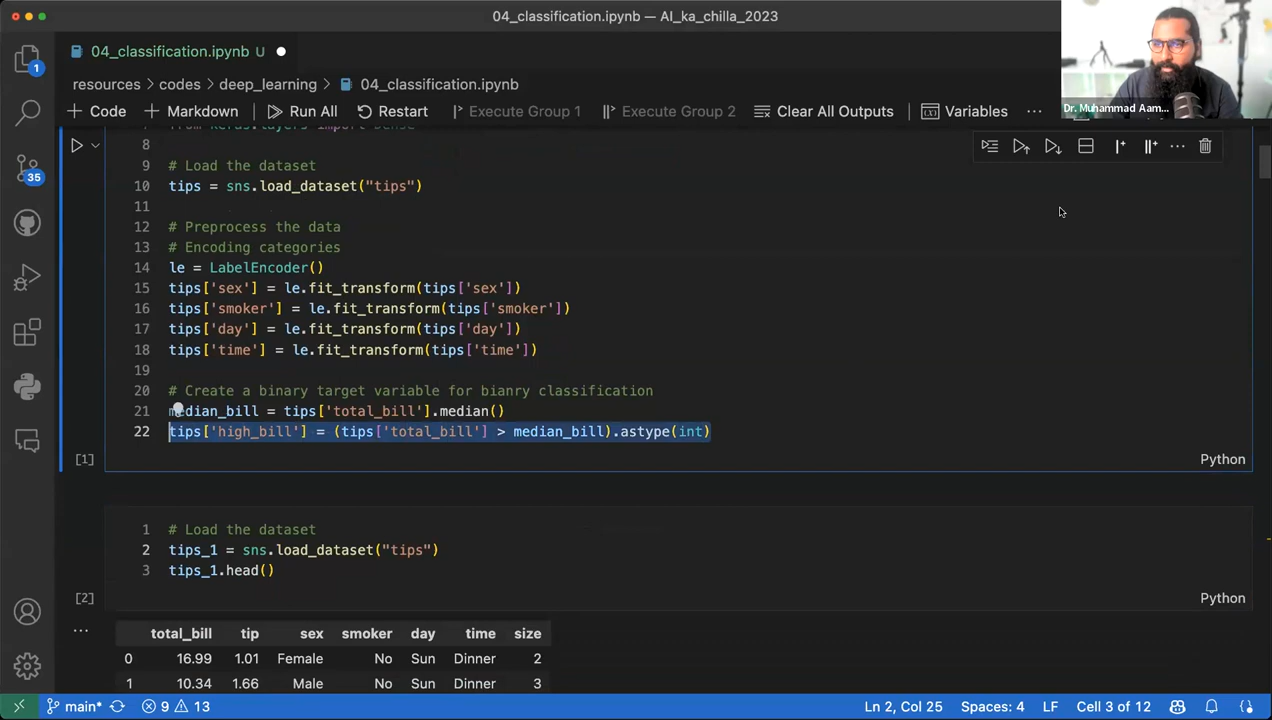 04_classification.ipynb — AI_ka_chilla_2023
04_classification.ipynb U
resources > codes > deep_learning > 04_classification.ipynb
+ Code + Markdown Run All Restart Execute Group 1 Execute Group 2 Clear All Outputs Variables ...
Dr. Muhammad Aam...
1
35
7 from keras.layers import Dense
8
9 # Load the dataset
10 tips = sns.load_dataset("tips")
11
12 # Preprocess the data
13 # Encoding categories
14 le = LabelEncoder()
15 tips['sex'] = le.fit_transform(tips['sex'])
16 tips['smoker'] = le.fit_transform(tips['smoker'])
17 tips['day'] = le.fit_transform(tips['day'])
18 tips['time'] = le.fit_transform(tips['time'])
19
20 # Create a binary target variable for bianry classification
21 median_bill = tips['total_bill'].median()
22 tips['high_bill'] = (tips['total_bill'] > median_bill).astype(int)
[1] Python
1 # Load the dataset
2 tips_1 = sns.load_dataset("tips")
3 tips_1.head()
[2] Python
... total_bill tip sex smoker day time size
0 16.99 1.01 Female No Sun Dinner 2
1 10.34 1.66 Male No Sun Dinner 3
main* 9 13 Ln 2, Col 25 Spaces: 4 LF Cell 3 of 12